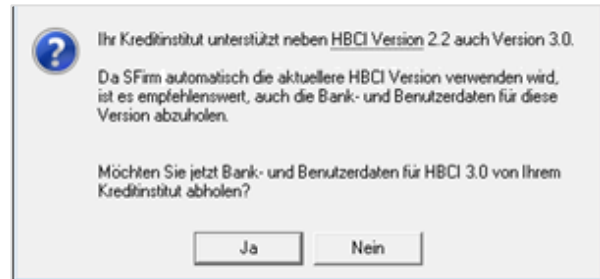 Ihr Kreditinstitut unterstützt neben HBCI Version 2.2 auch Version 3.0.
Da SFirm automatisch die aktuellere HBCI Version verwenden wird,
ist es empfehlenswert, auch die Bank- und Benutzerdaten für diese
Version abzuholen.
Möchten Sie jetzt Bank- und Benutzerdaten für HBCI 3.0 von Ihrem
Kreditinstitut abholen?
Ja Nein